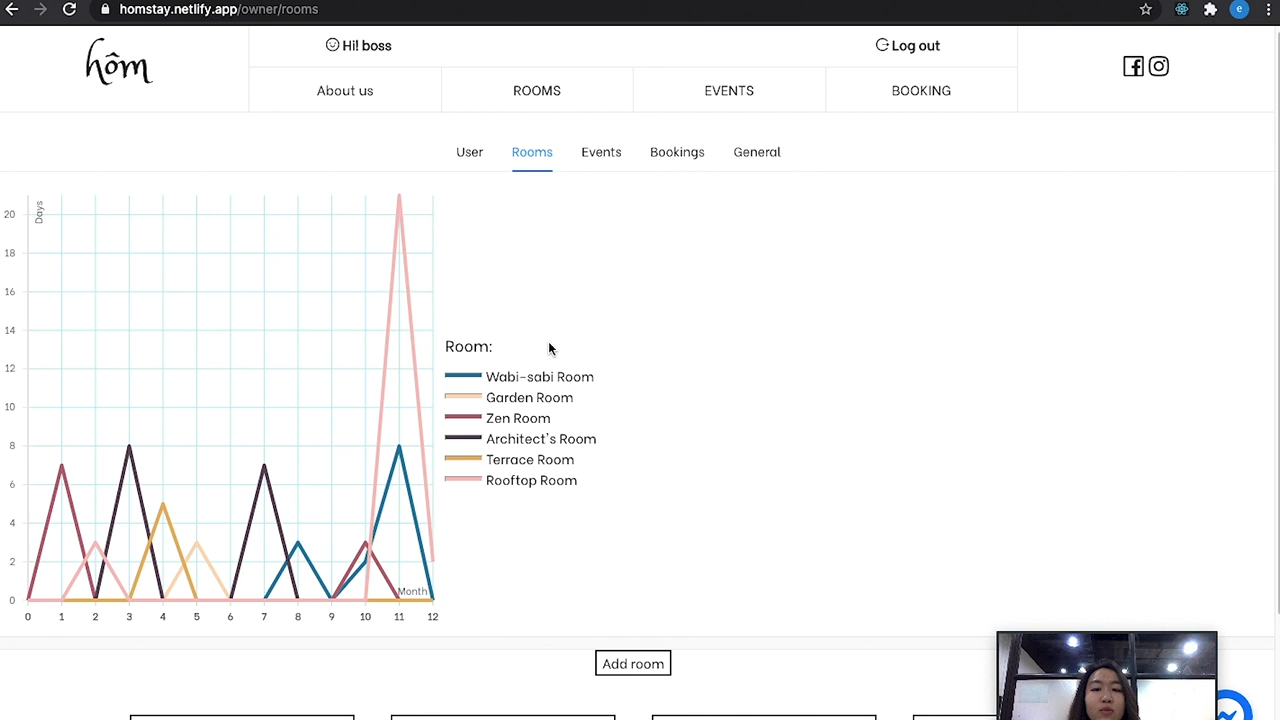 homstay.netlify.app/owner/rooms
e
hôm
Hi! boss
Log out
About us
ROOMS
EVENTS
BOOKING
User
Rooms
Events
Bookings
General
Days
20
18
16
14
12
10
8
6
4
2
0
Month
0 1 2 3 4 5 6 7 8 9 10 11 12
Room:
Wabi-sabi Room
Garden Room
Zen Room
Architect's Room
Terrace Room
Rooftop Room
Add room